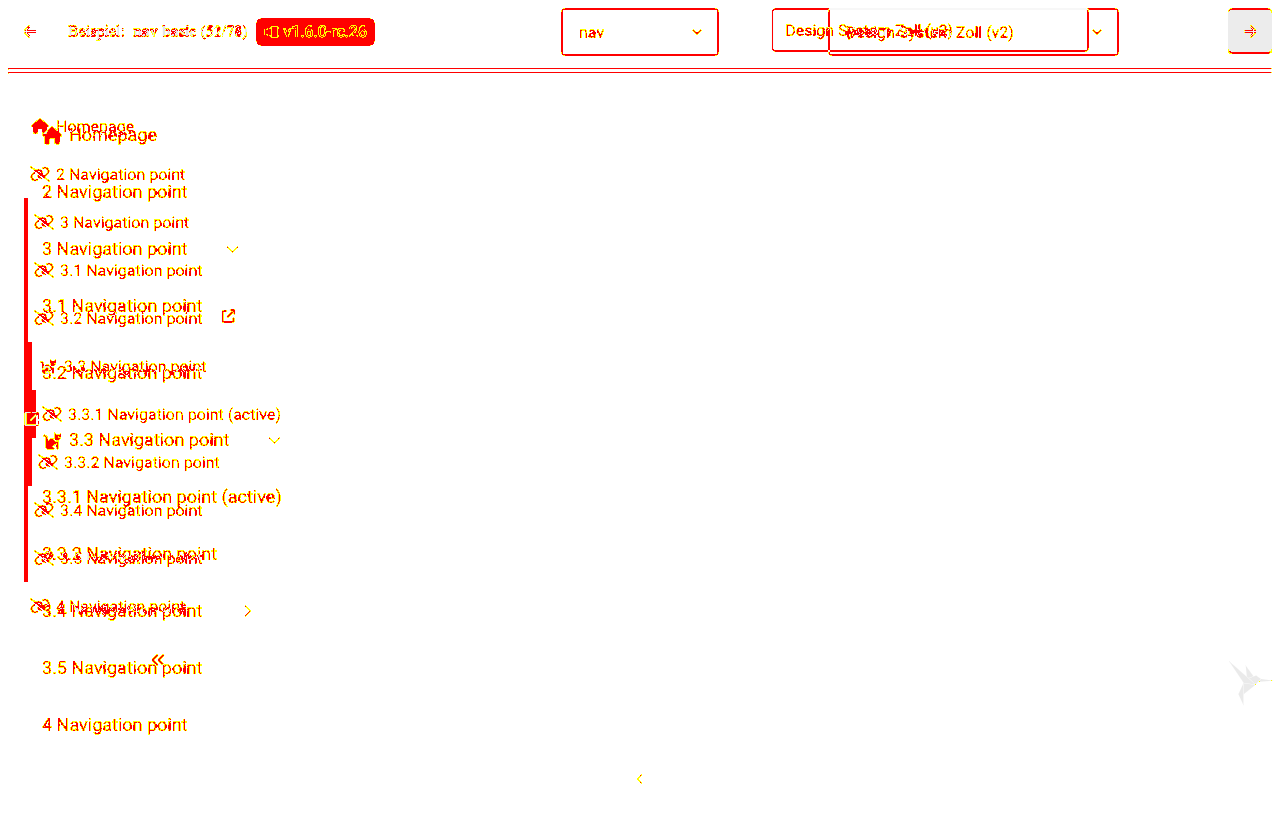 Beispiel: nav basic (51/78) v1.6.0-rc.26 nav Design System Zoll (v2) Design System Zoll (v2)
Homepage
Homepage
2 Navigation point
2 Navigation point
3 Navigation point
3 Navigation point
3.1 Navigation point
3.1 Navigation point
3.2 Navigation point
3.3 Navigation point
3.2 Navigation point
3.3.1 Navigation point (active)
3.3 Navigation point
3.3.2 Navigation point
3.3.1 Navigation point (active)
3.4 Navigation point
3.3.2 Navigation point
3.5 Navigation point
4 Navigation point
3.4 Navigation point
3.5 Navigation point
4 Navigation point